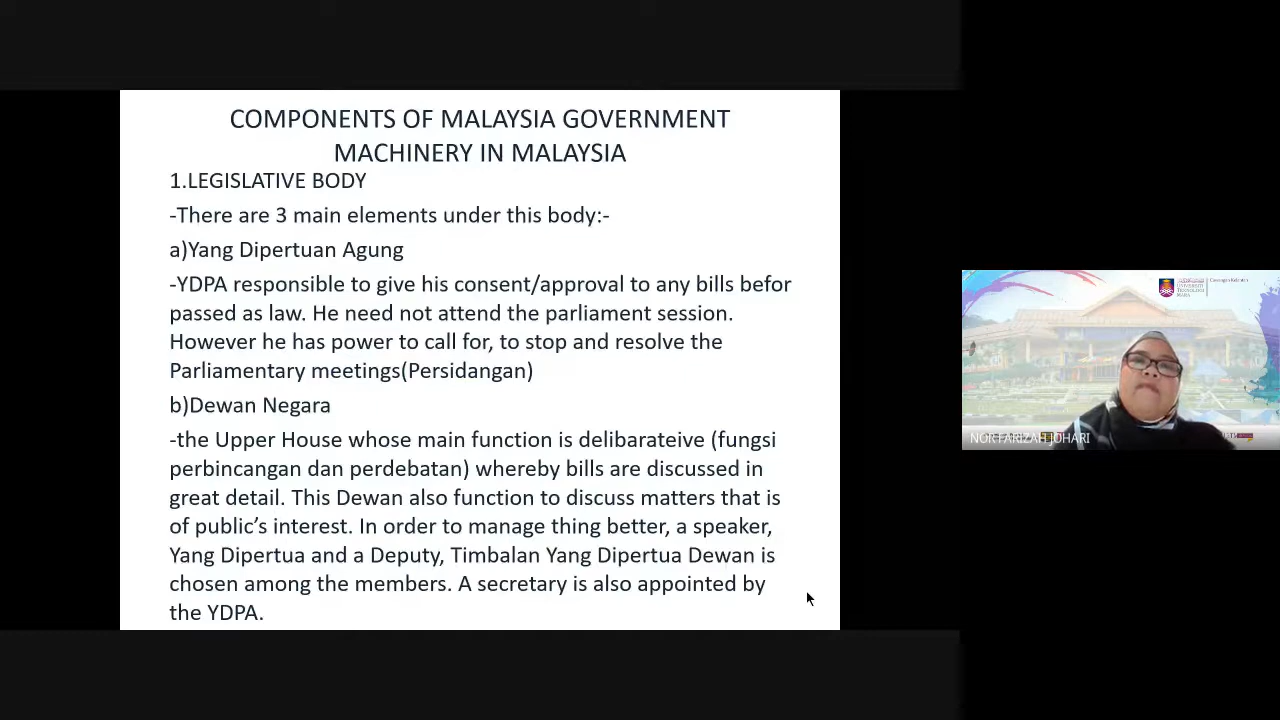 COMPONENTS OF MALAYSIA GOVERNMENT
MACHINERY IN MALAYSIA
1.LEGISLATIVE BODY
-There are 3 main elements under this body:-
a)Yang Dipertuan Agung
-YDPA responsible to give his consent/approval to any bills befor
passed as law. He need not attend the parliament session.
However he has power to call for, to stop and resolve the
Parliamentary meetings(Persidangan)
b)Dewan Negara
-the Upper House whose main function is delibarateive (fungsi
perbincangan dan perdebatan) whereby bills are discussed in
great detail. This Dewan also function to discuss matters that is
of public’s interest. In order to manage thing better, a speaker,
Yang Dipertua and a Deputy, Timbalan Yang Dipertua Dewan is
chosen among the members. A secretary is also appointed by
the YDPA.
UNIVERSITI
TEKNOLOGI
MARA
NOR FARIZAH JOHARI